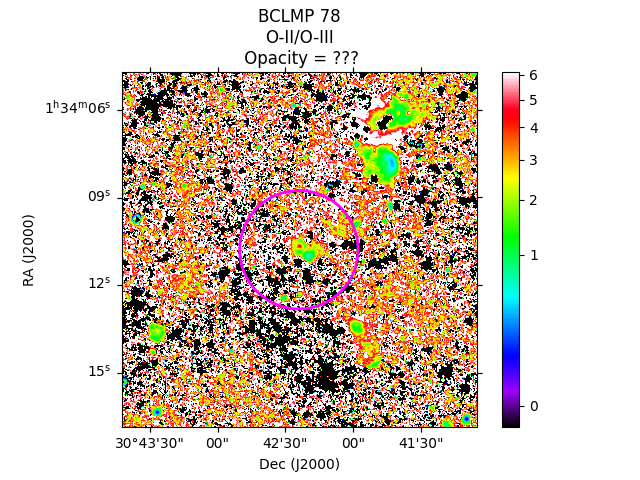 BCLMP 78
O-II/O-III
Opacity = ???
1ʰ34ᵐ06ˢ
09ˢ
12ˢ
15ˢ
RA (J2000)
30°43'30" 00" 42'30" 00" 41'30"
Dec (J2000)
6
5
4
3
2
1
0